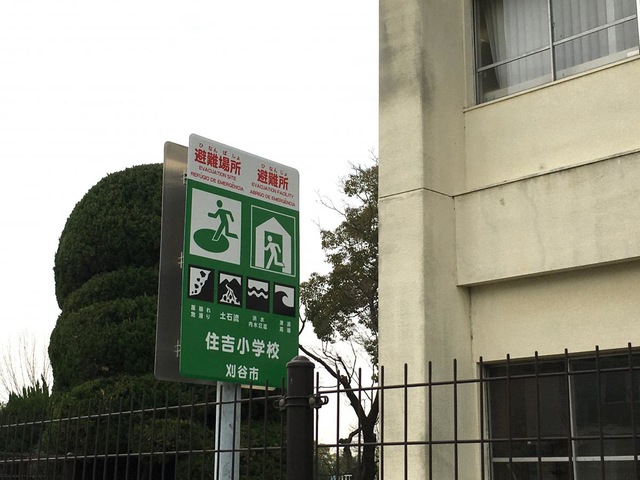 ひなんばしょ
避難場所
EVACUATION SITE
REFÚGIO DE EMERGÊNCIA
ひなんじょ
避難所
EVACUATION FACILITY
ABRIGO DE EMERGÊNCIA
崖崩れ
地滑り
土石流
洪水
内水氾濫
津波
高潮
住吉小学校
刈谷市